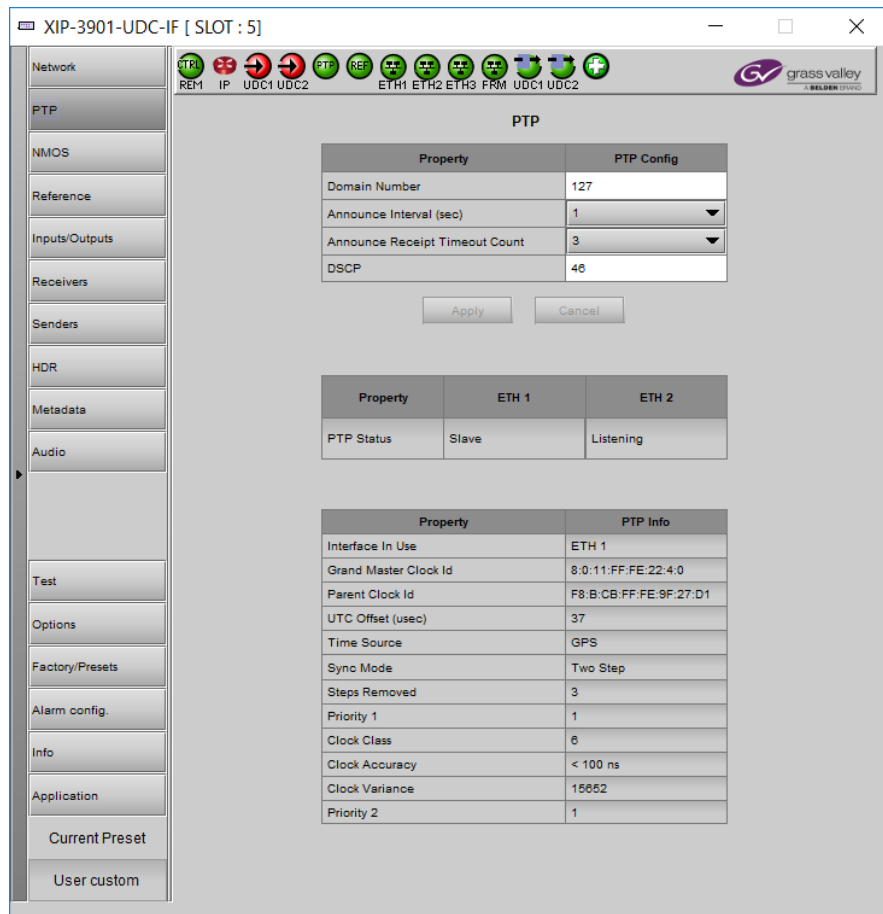 XIP-3901-UDC-IF [ SLOT : 5]
Network
PTP
NMOS
Reference
Inputs/Outputs
Receivers
Senders
HDR
Metadata
Audio
Test
Options
Factory/Presets
Alarm config.
Info
Application
Current Preset
User custom
CTRL PTP REF
REM IP UDC1 UDC2 ETH1 ETH2 ETH3 FRM UDC1 UDC2
GV grass valley
A BELDEN BRAND
PTP
Property PTP Config
Domain Number 127
Announce Interval (sec) 1
Announce Receipt Timeout Count 3
DSCP 46
Apply Cancel
Property ETH 1 ETH 2
PTP Status Slave Listening
Property PTP Info
Interface In Use ETH 1
Grand Master Clock Id 8:0:11:FF:FE:22:4:0
Parent Clock Id F8:B:CB:FF:FE:9F:27:D1
UTC Offset (usec) 37
Time Source GPS
Sync Mode Two Step
Steps Removed 3
Priority 1 1
Clock Class 6
Clock Accuracy < 100 ns
Clock Variance 15652
Priority 2 1